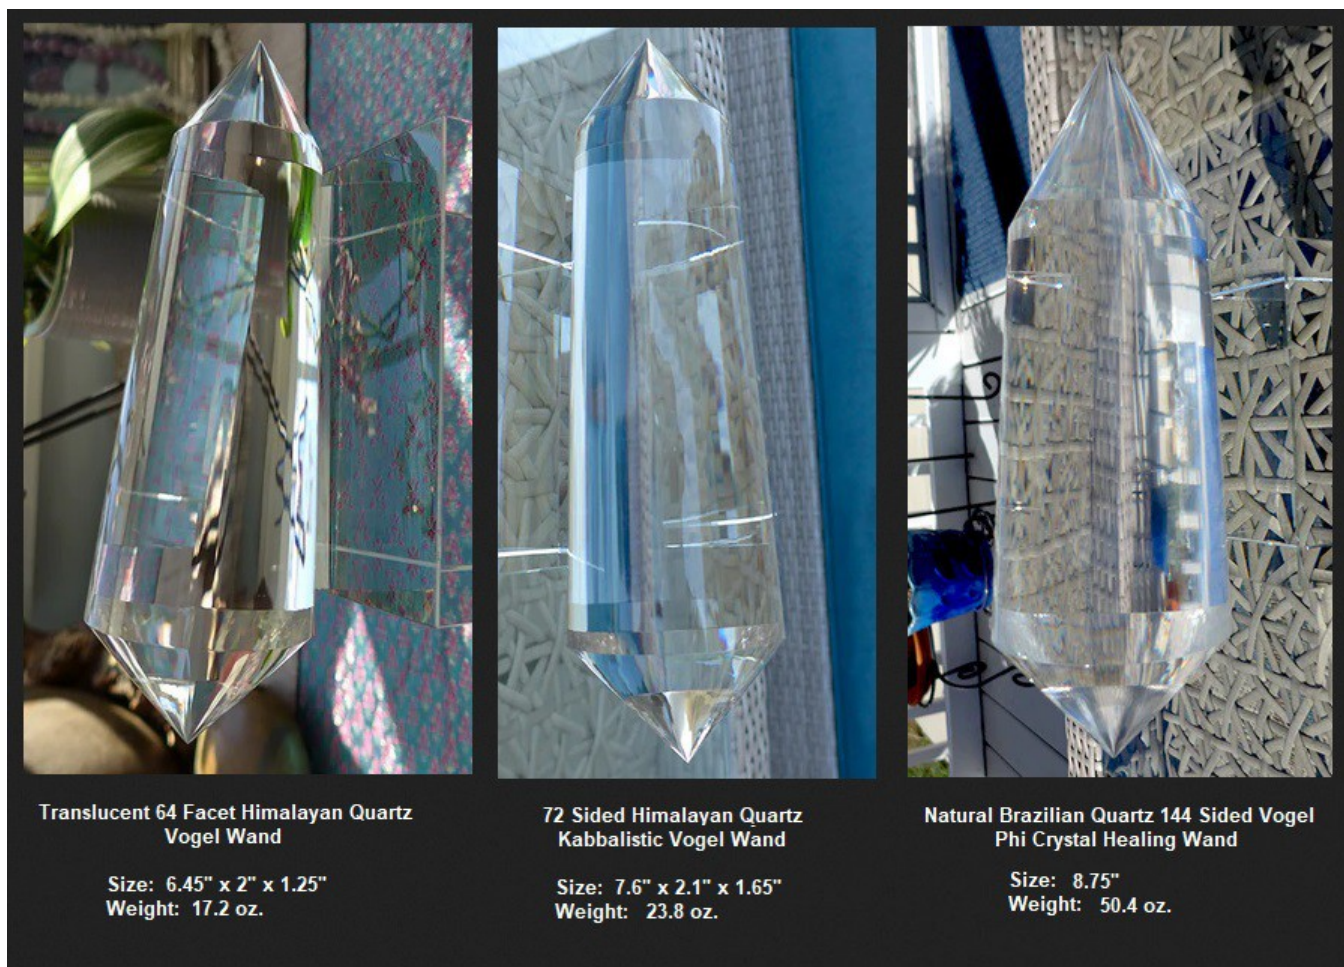 Translucent 64 Facet Himalayan Quartz
Vogel Wand
Size: 6.45" x 2" x 1.25"
Weight: 17.2 oz.
72 Sided Himalayan Quartz
Kabbalistic Vogel Wand
Size: 7.6" x 2.1" x 1.65"
Weight: 23.8 oz.
Natural Brazilian Quartz 144 Sided Vogel
Phi Crystal Healing Wand
Size: 8.75"
Weight: 50.4 oz.